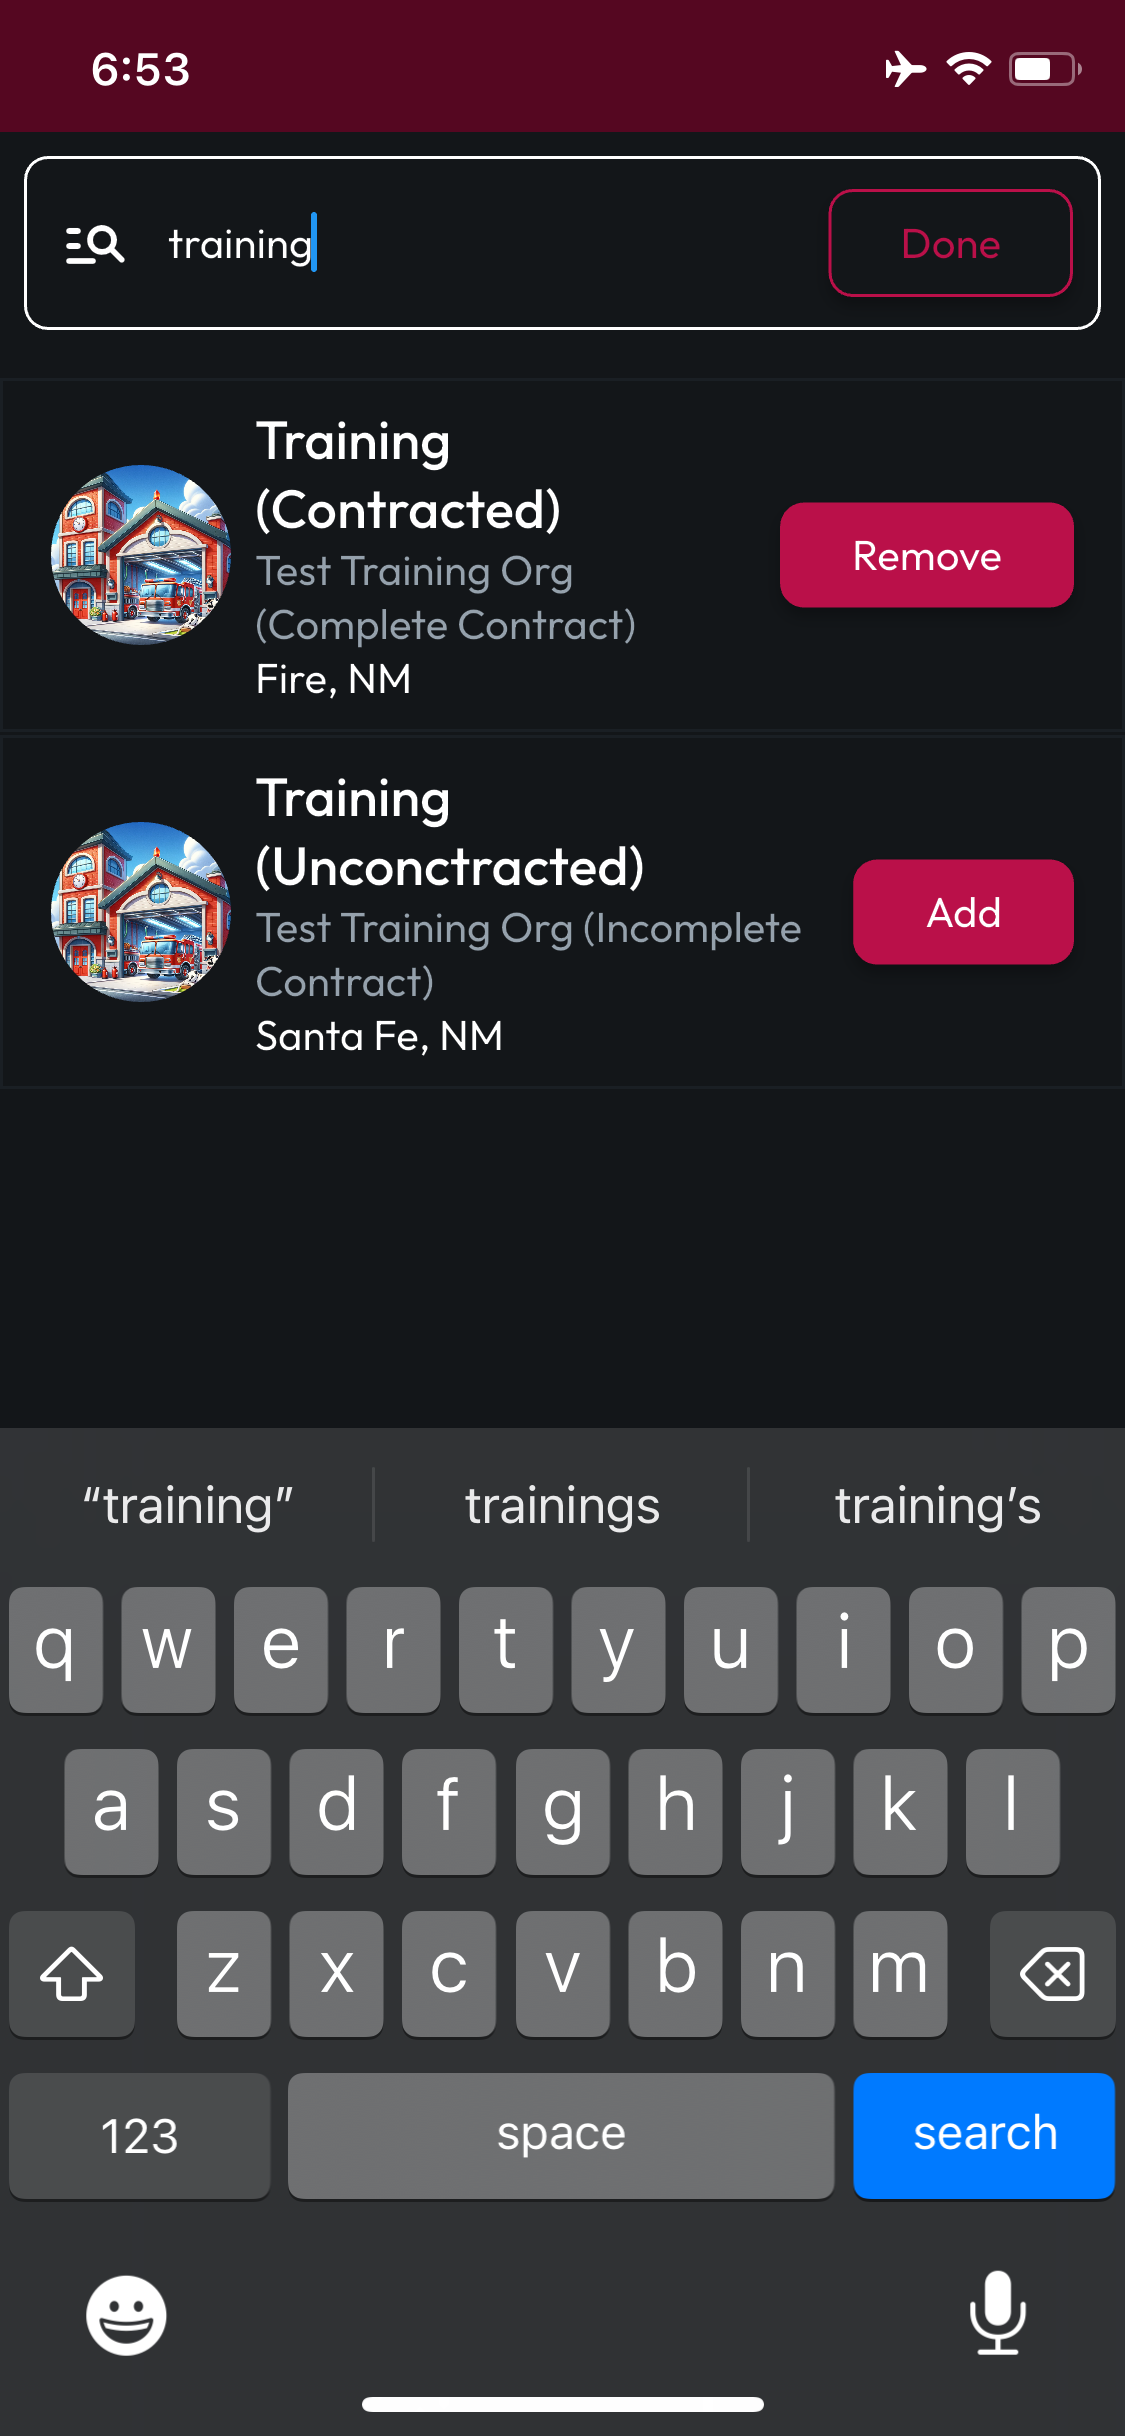 6:53
training
Done
Training
(Contracted)
Test Training Org
(Complete Contract)
Fire, NM
Remove
Training
(Unconctracted)
Test Training Org (Incomplete
Contract)
Santa Fe, NM
Add
“training” trainings training’s
q w e r t y u i o p
a s d f g h j k l
z x c v b n m
123 space search